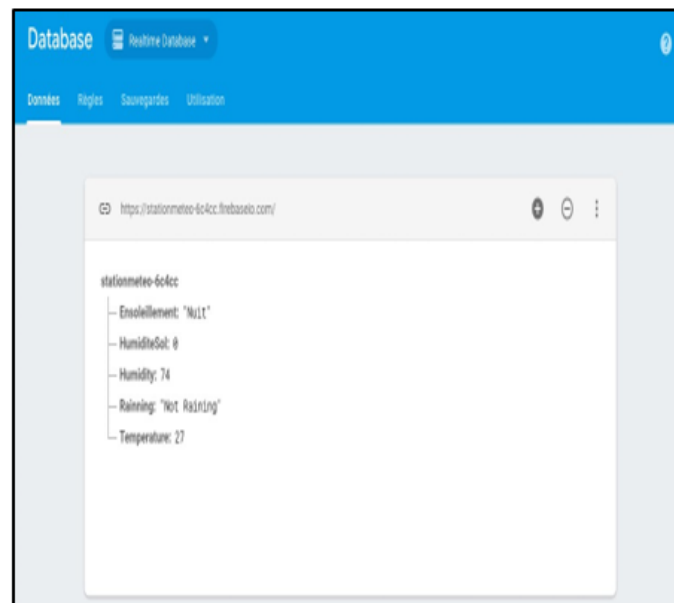 Database Realtime Database
Données Règles Sauvegardes Utilisation
https://stationmeteo-6c4cc.firebaseio.com/
stationmeteo-6c4cc
Ensoleillement: "Nuit"
HumiditeSol: 0
Humidity: 74
Rainning: "Not Raining"
Temperature: 27